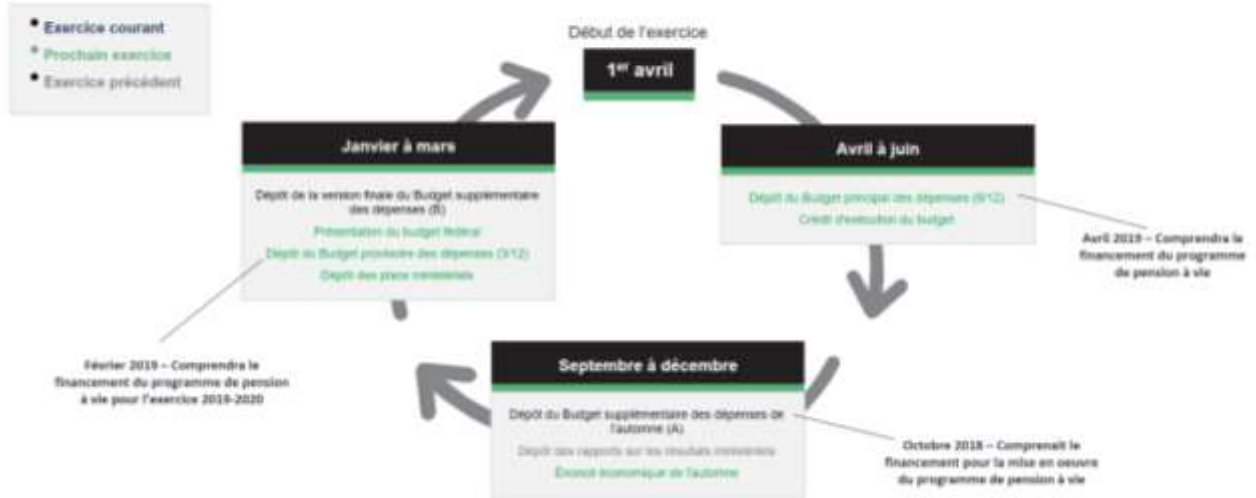 Exercice courant
Prochain exercice
Exercice précédent
Début de l'exercice
1er avril
Janvier à mars
Dépôt de la version finale du Budget supplémentaire
des dépenses (B)
Présentation du budget fédéral
Dépôt du Budget provisoire des dépenses (3/12)
Dépôt des plans ministériels
Avril à juin
Dépôt du Budget principal des dépenses (9/12)
Crédit d'exécution du budget
Avril 2019 – Comprendra le
financement du programme
de pension à vie
Février 2019 – Comprendra le
financement du programme de pension
à vie pour l'exercice 2019-2020
Septembre à décembre
Dépôt du Budget supplémentaire des dépenses de
l'automne (A)
Dépôt des rapports sur les résultats ministériels
Énoncé économique de l'automne
Octobre 2018 – Comprenait le
financement pour la mise en oeuvre
du programme de pension à vie